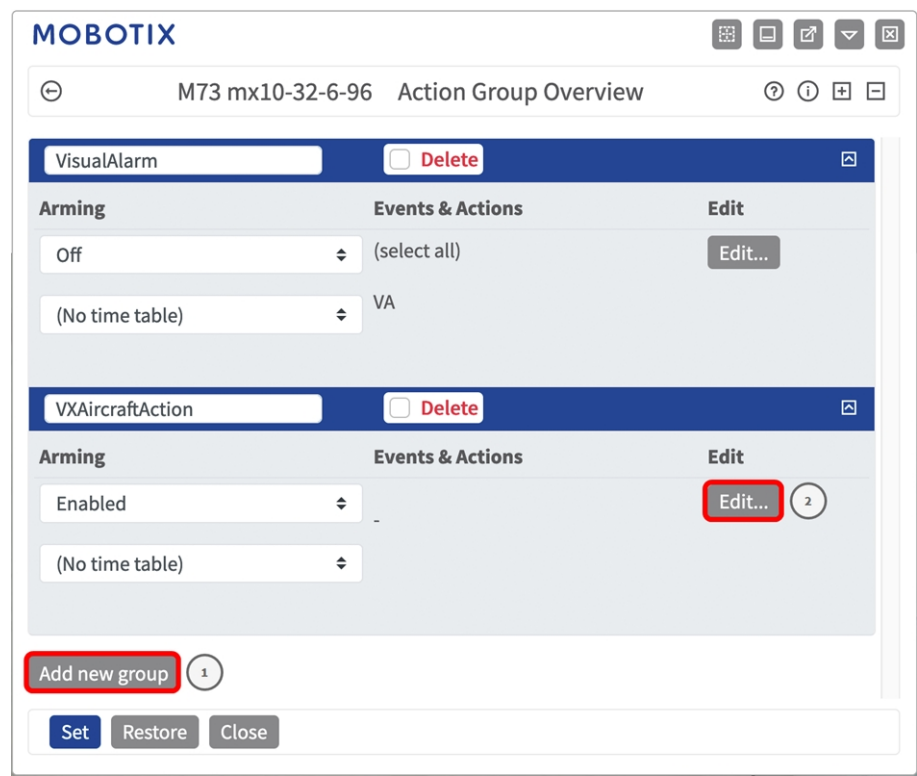 MOBOTIX
M73 mx10-32-6-96 Action Group Overview
VisualAlarm Delete
Arming Events & Actions Edit
Off (select all) Edit...
(No time table) VA
VXAircraftAction Delete
Arming Events & Actions Edit
Enabled - Edit... 2
(No time table)
Add new group 1
Set Restore Close